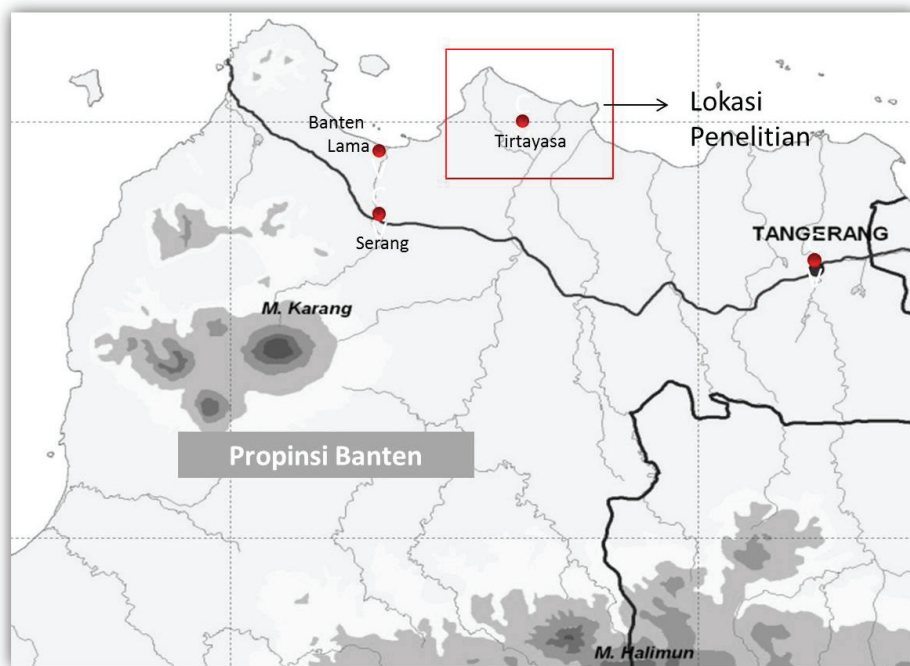 Lokasi
Penelitian
Banten
Lama
Tirtayasa
Serang
TANGERANG
M. Karang
Propinsi Banten
M. Halimun